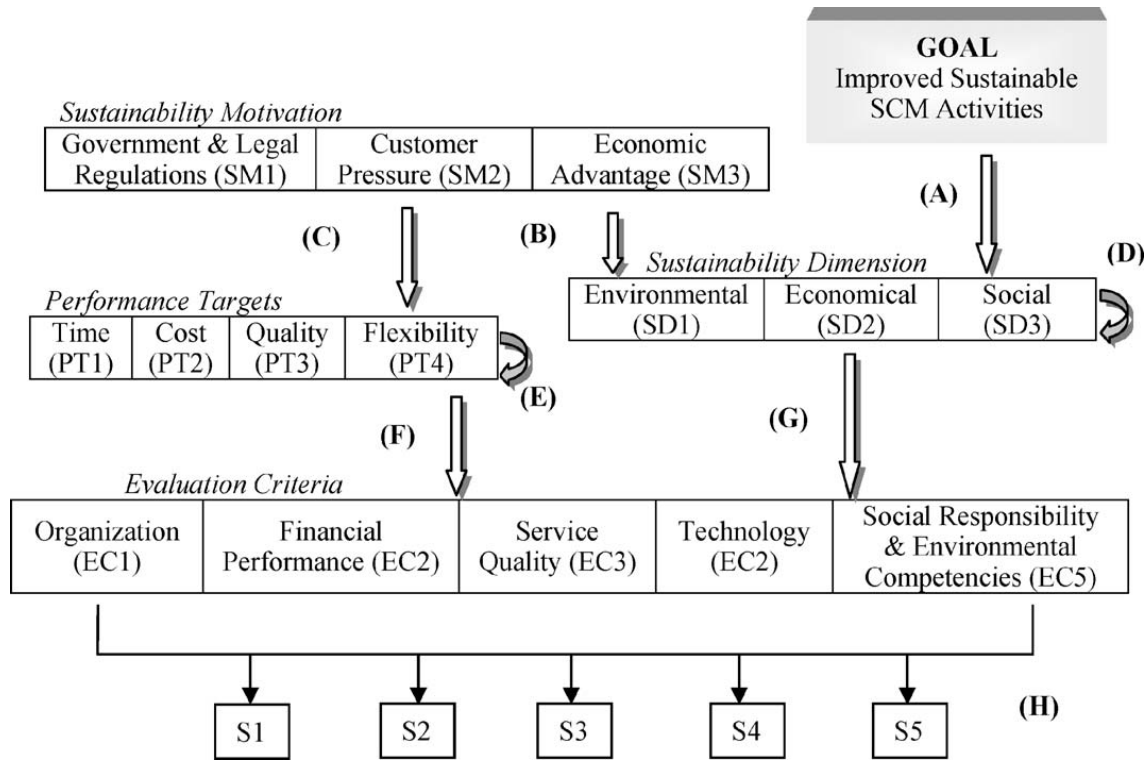 GOAL
Improved Sustainable
SCM Activities
Sustainability Motivation
Government & Legal
Regulations (SM1)
Customer
Pressure (SM2)
Economic
Advantage (SM3)
(A)
(B)
(C)
Sustainability Dimension
(D)
Environmental
(SD1)
Economical
(SD2)
Social
(SD3)
Performance Targets
Time
(PT1)
Cost
(PT2)
Quality
(PT3)
Flexibility
(PT4)
(E)
(F)
(G)
Evaluation Criteria
Organization
(EC1)
Financial
Performance (EC2)
Service
Quality (EC3)
Technology
(EC2)
Social Responsibility
& Environmental
Competencies (EC5)
S1
S2
S3
S4
S5
(H)